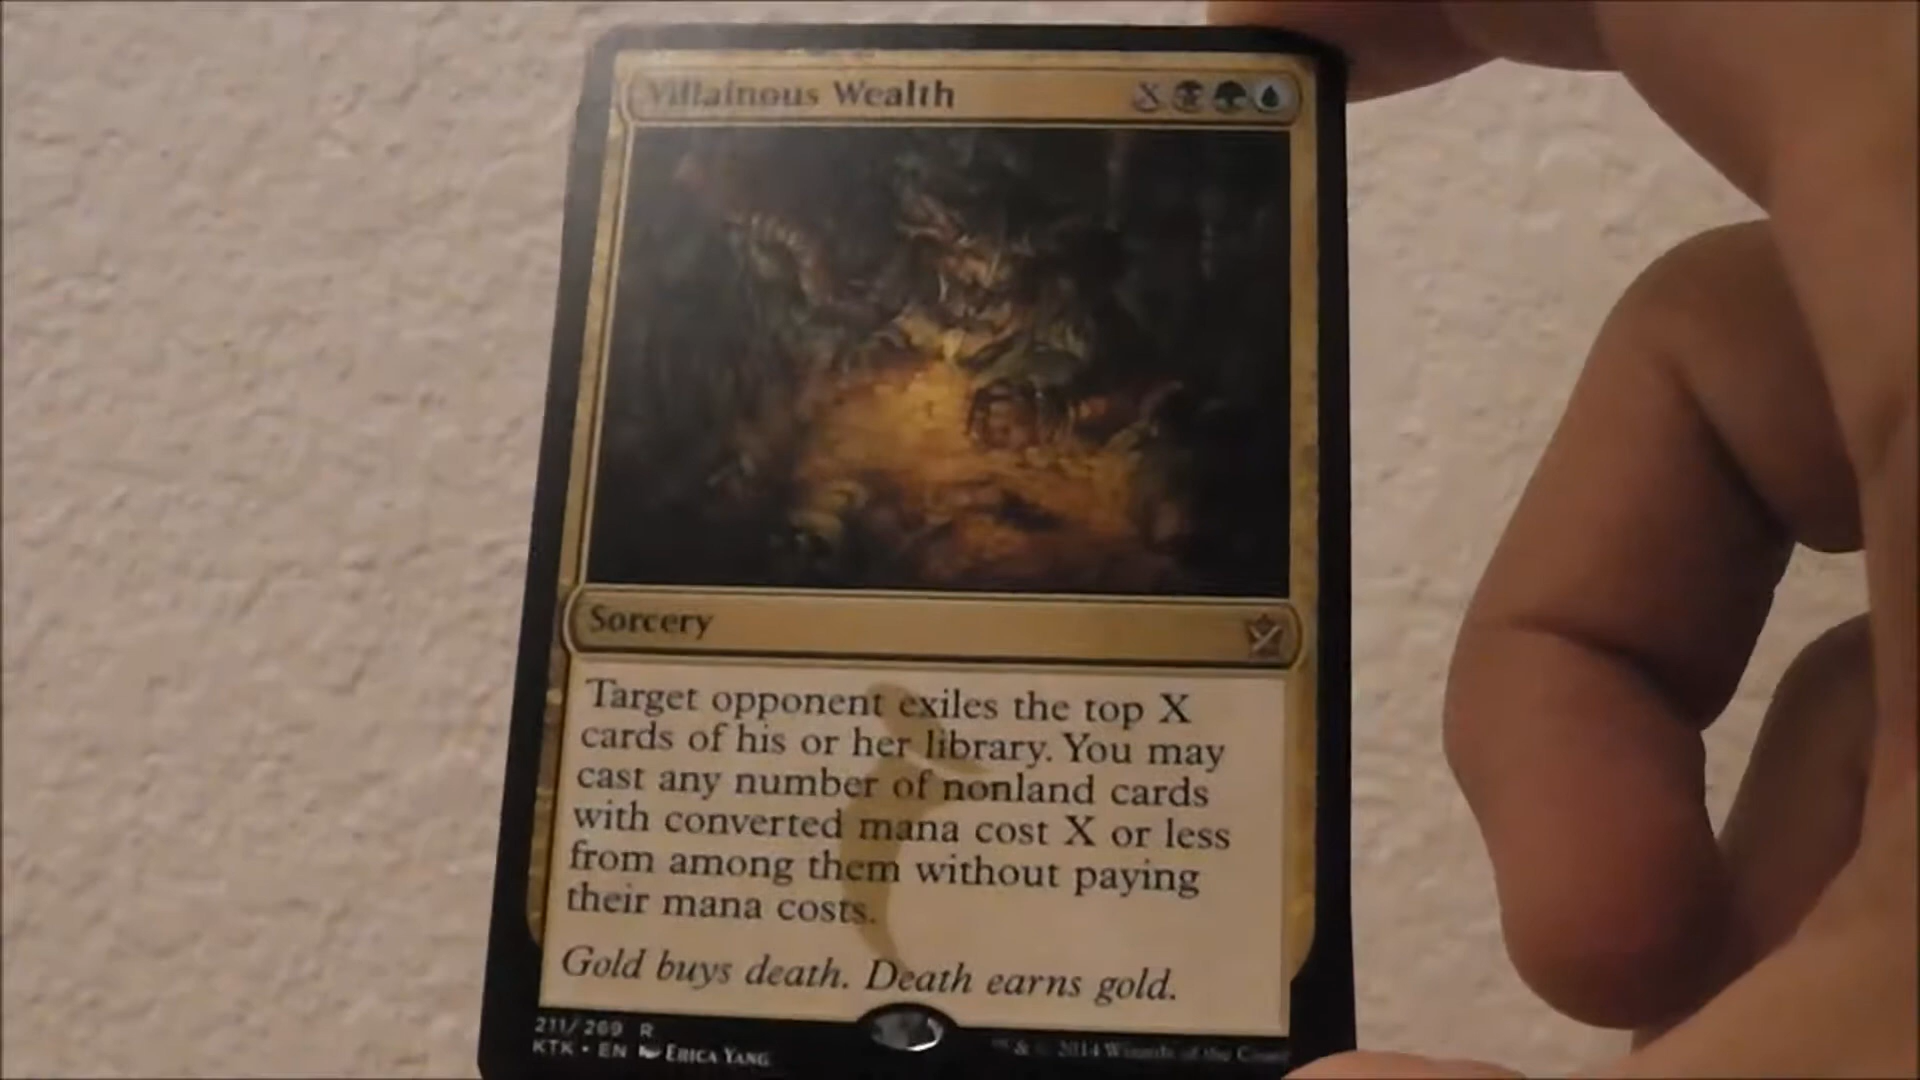 Villainous Wealth X
Sorcery
Target opponent exiles the top X
cards of his or her library. You may
cast any number of nonland cards
with converted mana cost X or less
from among them without paying
their mana costs.
Gold buys death. Death earns gold.
211/269 R
KTK • EN ERICA YANG
™ & © 2014 Wizards of the Coast